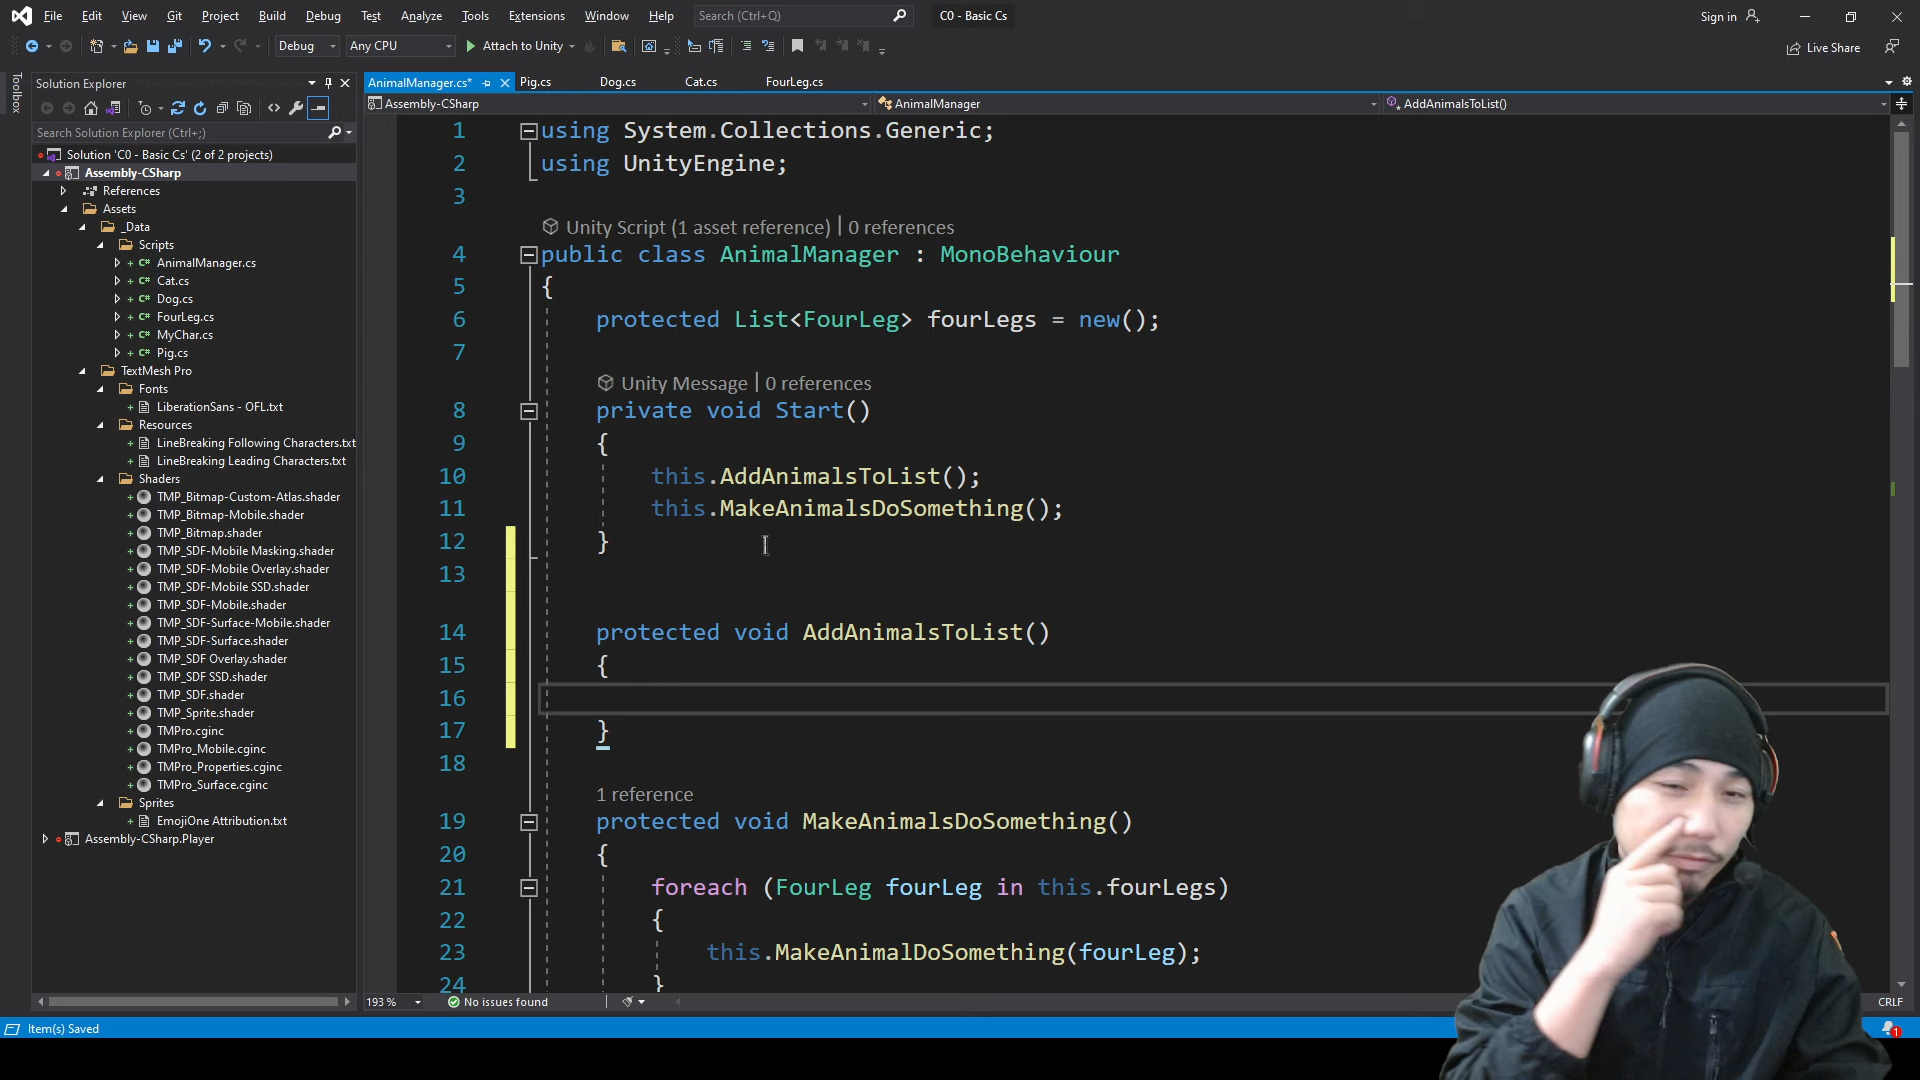 File Edit View Git Project Build Debug Test Analyze Tools Extensions Window Help Search (Ctrl+Q) C0 - Basic Cs Sign in
Debug Any CPU Attach to Unity Live Share
Toolbox
Solution Explorer
Search Solution Explorer (Ctrl+;)
Solution 'C0 - Basic Cs' (2 of 2 projects)
Assembly-CSharp
References
Assets
_Data
Scripts
C# AnimalManager.cs
C# Cat.cs
C# Dog.cs
C# FourLeg.cs
C# MyChar.cs
C# Pig.cs
TextMesh Pro
Fonts
LiberationSans - OFL.txt
Resources
LineBreaking Following Characters.txt
LineBreaking Leading Characters.txt
Shaders
TMP_Bitmap-Custom-Atlas.shader
TMP_Bitmap-Mobile.shader
TMP_Bitmap.shader
TMP_SDF-Mobile Masking.shader
TMP_SDF-Mobile Overlay.shader
TMP_SDF-Mobile SSD.shader
TMP_SDF-Mobile.shader
TMP_SDF-Surface-Mobile.shader
TMP_SDF-Surface.shader
TMP_SDF Overlay.shader
TMP_SDF SSD.shader
TMP_SDF.shader
TMP_Sprite.shader
TMPro.cginc
TMPro_Mobile.cginc
TMPro_Properties.cginc
TMPro_Surface.cginc
Sprites
EmojiOne Attribution.txt
Assembly-CSharp.Player
AnimalManager.cs* Pig.cs Dog.cs Cat.cs FourLeg.cs
Assembly-CSharp AnimalManager AddAnimalsToList()
1 using System.Collections.Generic;
2 using UnityEngine;
3
Unity Script (1 asset reference) | 0 references
4 public class AnimalManager : MonoBehaviour
5 {
6 protected List<FourLeg> fourLegs = new();
7
Unity Message | 0 references
8 private void Start()
9 {
10 this.AddAnimalsToList();
11 this.MakeAnimalsDoSomething();
12 }
13
14 protected void AddAnimalsToList()
15 {
16
17 }
18
1 reference
19 protected void MakeAnimalsDoSomething()
20 {
21 foreach (FourLeg fourLeg in this.fourLegs)
22 {
23 this.MakeAnimalDoSomething(fourLeg);
24 }
193 % No issues found CRLF
Item(s) Saved 1